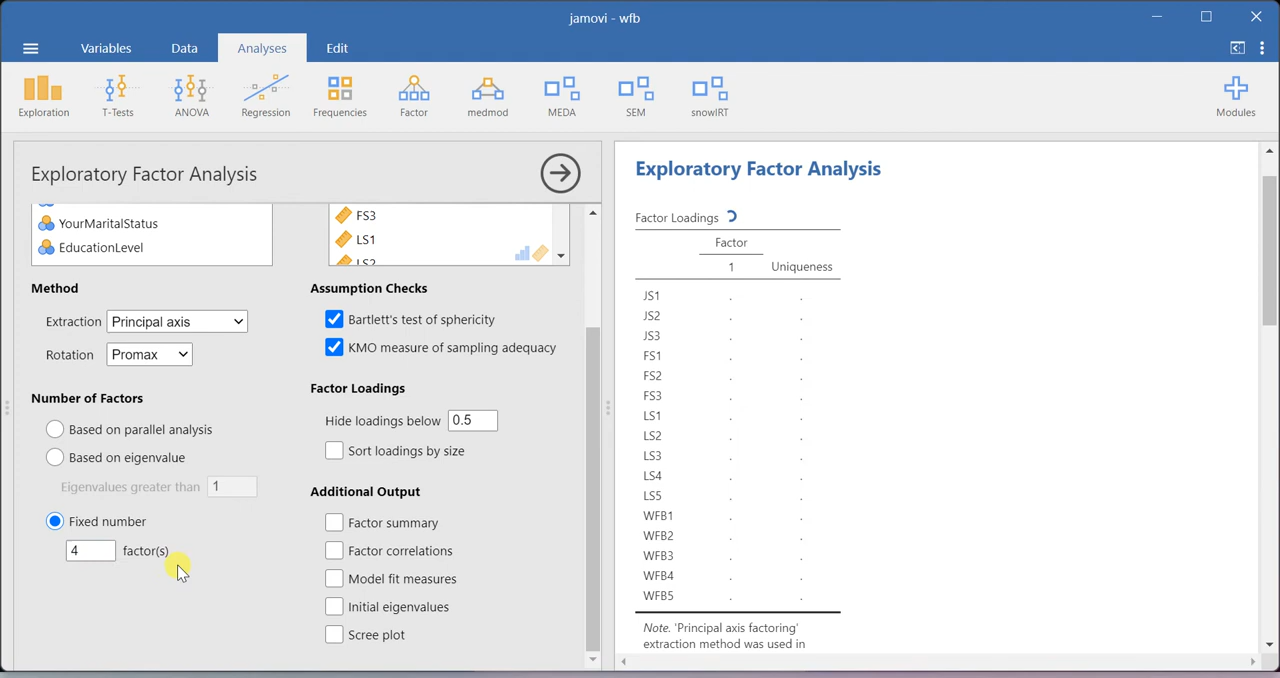 jamovi - wfb
Variables
Data
Analyses
Edit
Exploration
T-Tests
ANOVA
Regression
Frequencies
Factor
medmod
MEDA
SEM
snowIRT
Modules
Exploratory Factor Analysis
YourMaritalStatus
EducationLevel
FS3
LS1
LS2
Method
Extraction Principal axis
Rotation Promax
Number of Factors
Based on parallel analysis
Based on eigenvalue
Eigenvalues greater than 1
Fixed number
4 factor(s)
Assumption Checks
Bartlett's test of sphericity
KMO measure of sampling adequacy
Factor Loadings
Hide loadings below 0.5
Sort loadings by size
Additional Output
Factor summary
Factor correlations
Model fit measures
Initial eigenvalues
Scree plot
Exploratory Factor Analysis
Factor Loadings
Factor
1 Uniqueness
JS1 . .
JS2 . .
JS3 . .
FS1 . .
FS2 . .
FS3 . .
LS1 . .
LS2 . .
LS3 . .
LS4 . .
LS5 . .
WFB1 . .
WFB2 . .
WFB3 . .
WFB4 . .
WFB5 . .
Note. 'Principal axis factoring'
extraction method was used in